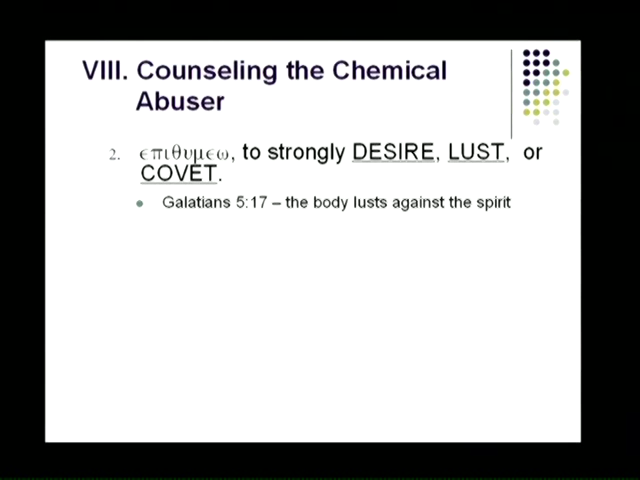 VIII. Counseling the Chemical
Abuser
2. επιθυμεω, to strongly DESIRE, LUST, or
COVET.
• Galatians 5:17 – the body lusts against the spirit